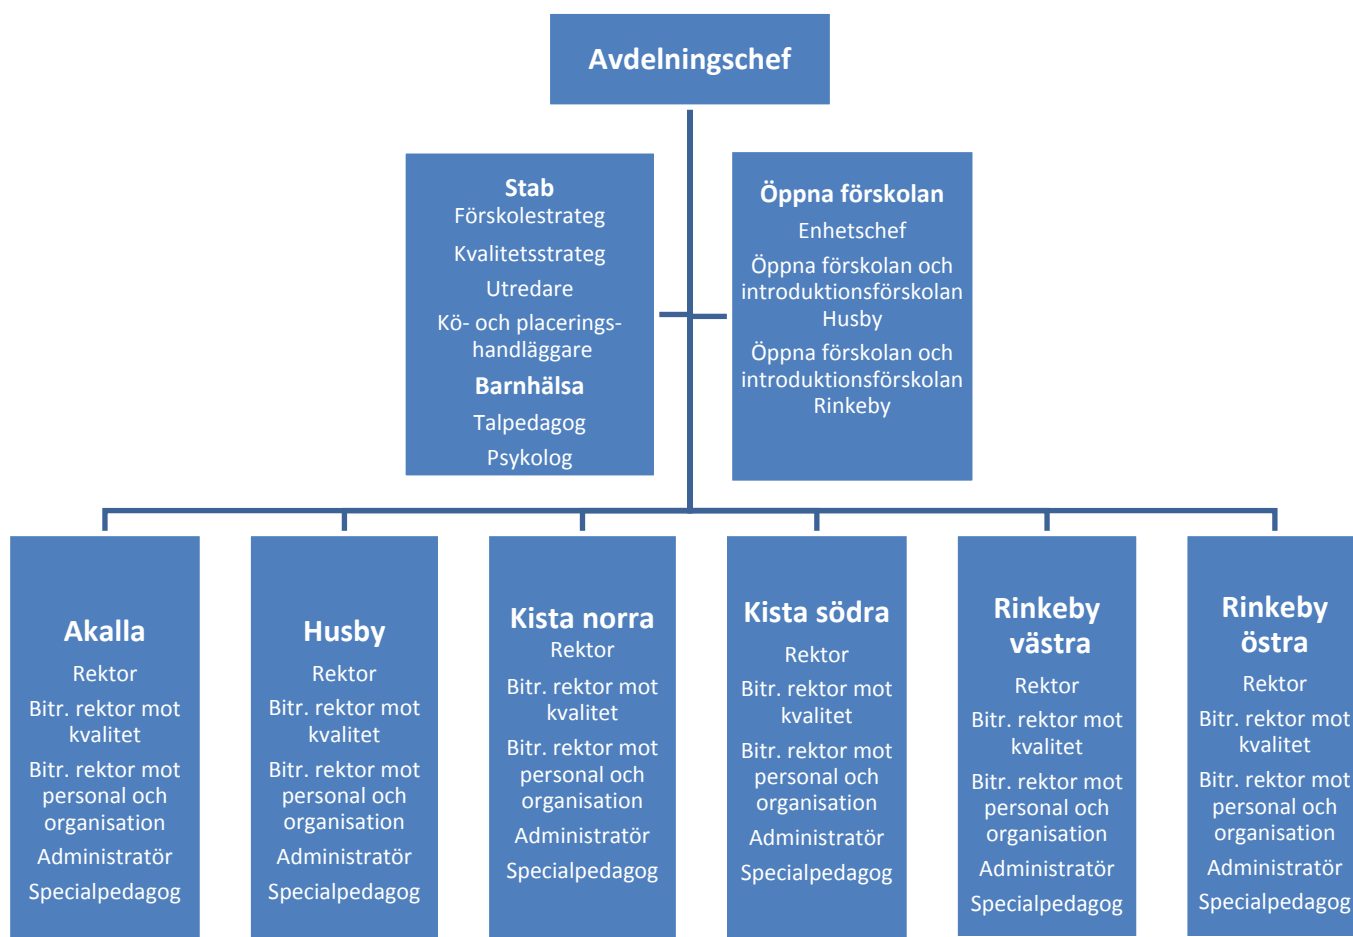 Avdelningschef
Stab
Förskolestrateg
Kvalitetsstrateg
Utredare
Kö- och placerings-
handläggare
Barnhälsa
Talpedagog
Psykolog
Öppna förskolan
Enhetschef
Öppna förskolan och
introduktionsförskolan
Husby
Öppna förskolan och
introduktionsförskolan
Rinkeby
Akalla
Rektor
Bitr. rektor mot
kvalitet
Bitr. rektor mot
personal och
organisation
Administratör
Specialpedagog
Husby
Rektor
Bitr. rektor mot
kvalitet
Bitr. rektor mot
personal och
organisation
Administratör
Specialpedagog
Kista norra
Rektor
Bitr. rektor mot
kvalitet
Bitr. rektor mot
personal och
organisation
Administratör
Specialpedagog
Kista södra
Rektor
Bitr. rektor mot
kvalitet
Bitr. rektor mot
personal och
organisation
Administratör
Specialpedagog
Rinkeby
västra
Rektor
Bitr. rektor mot
kvalitet
Bitr. rektor mot
personal och
organisation
Administratör
Specialpedagog
Rinkeby
östra
Rektor
Bitr. rektor mot
kvalitet
Bitr. rektor mot
personal och
organisation
Administratör
Specialpedagog